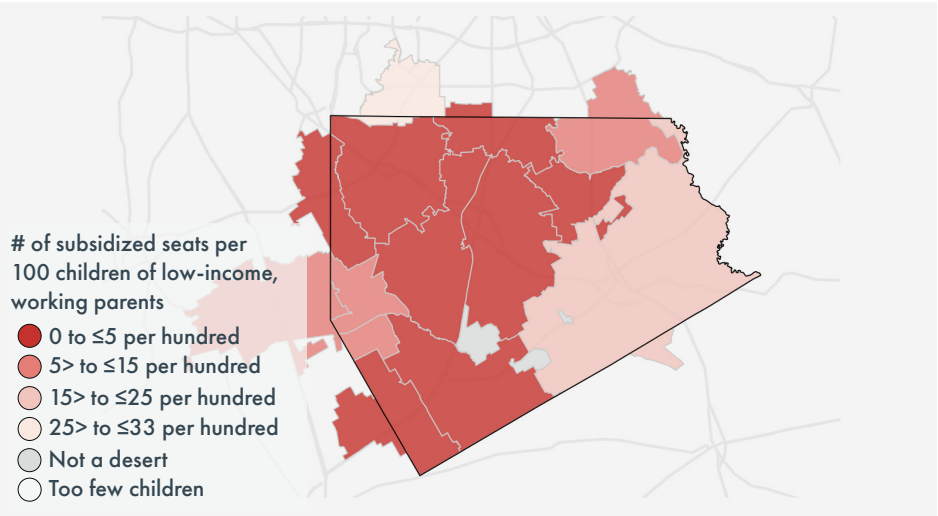 # of subsidized seats per
100 children of low-income,
working parents
0 to ≤5 per hundred
5> to ≤15 per hundred
15> to ≤25 per hundred
25> to ≤33 per hundred
Not a desert
Too few children